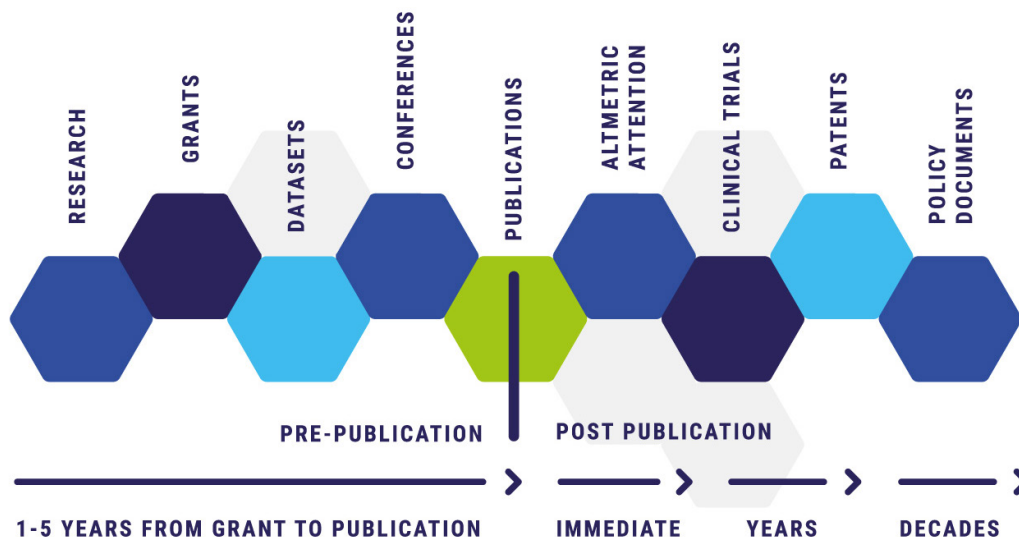 RESEARCH
GRANTS
DATASETS
CONFERENCES
PUBLICATIONS
ALTMETRIC
ATTENTION
CLINICAL TRIALS
PATENTS
POLICY
DOCUMENTS
PRE-PUBLICATION
POST PUBLICATION
1-5 YEARS FROM GRANT TO PUBLICATION
IMMEDIATE
YEARS
DECADES